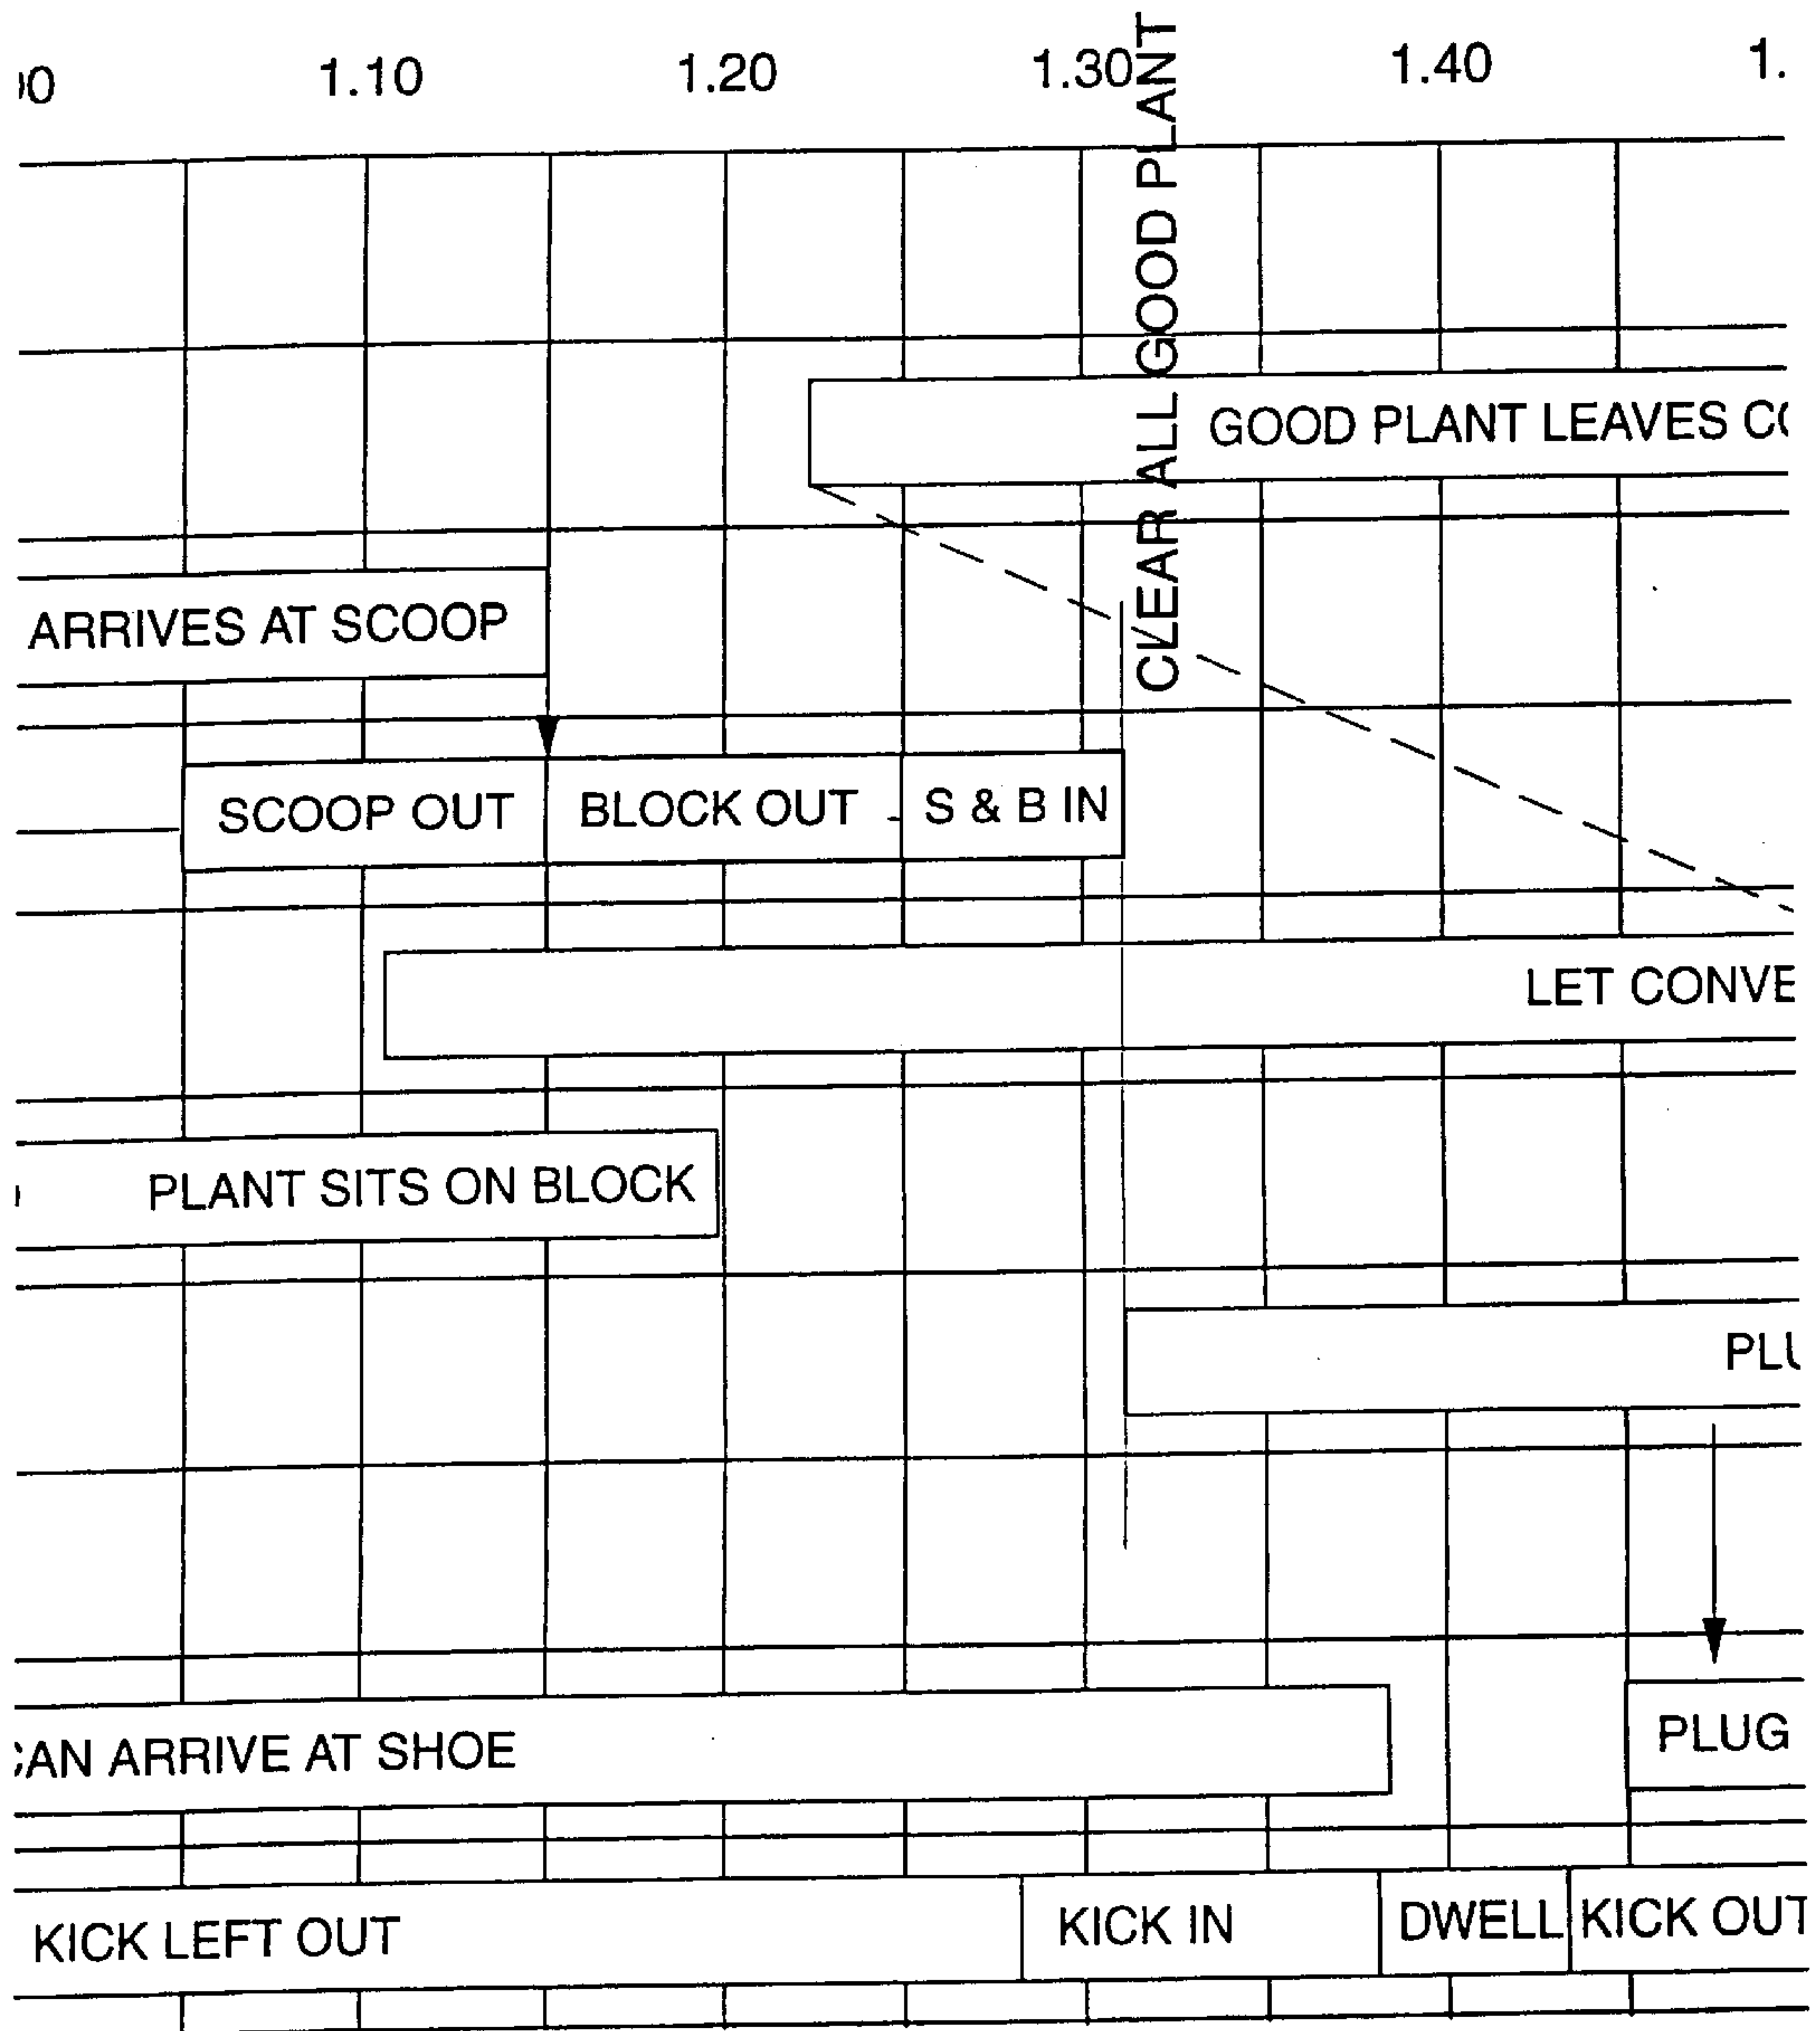 1.10 1.20 1.30 1.40 1.
CLEAR ALL GOOD PLANT
GOOD PLANT LEAVES
ARRIVES AT SCOOP
SCOOP OUT BLOCK OUT S & B IN
LET CONVE
PLANT SITS ON BLOCK
PLU
CAN ARRIVE AT SHOE PLUG
KICK LEFT OUT KICK IN DWELL KICK OUT